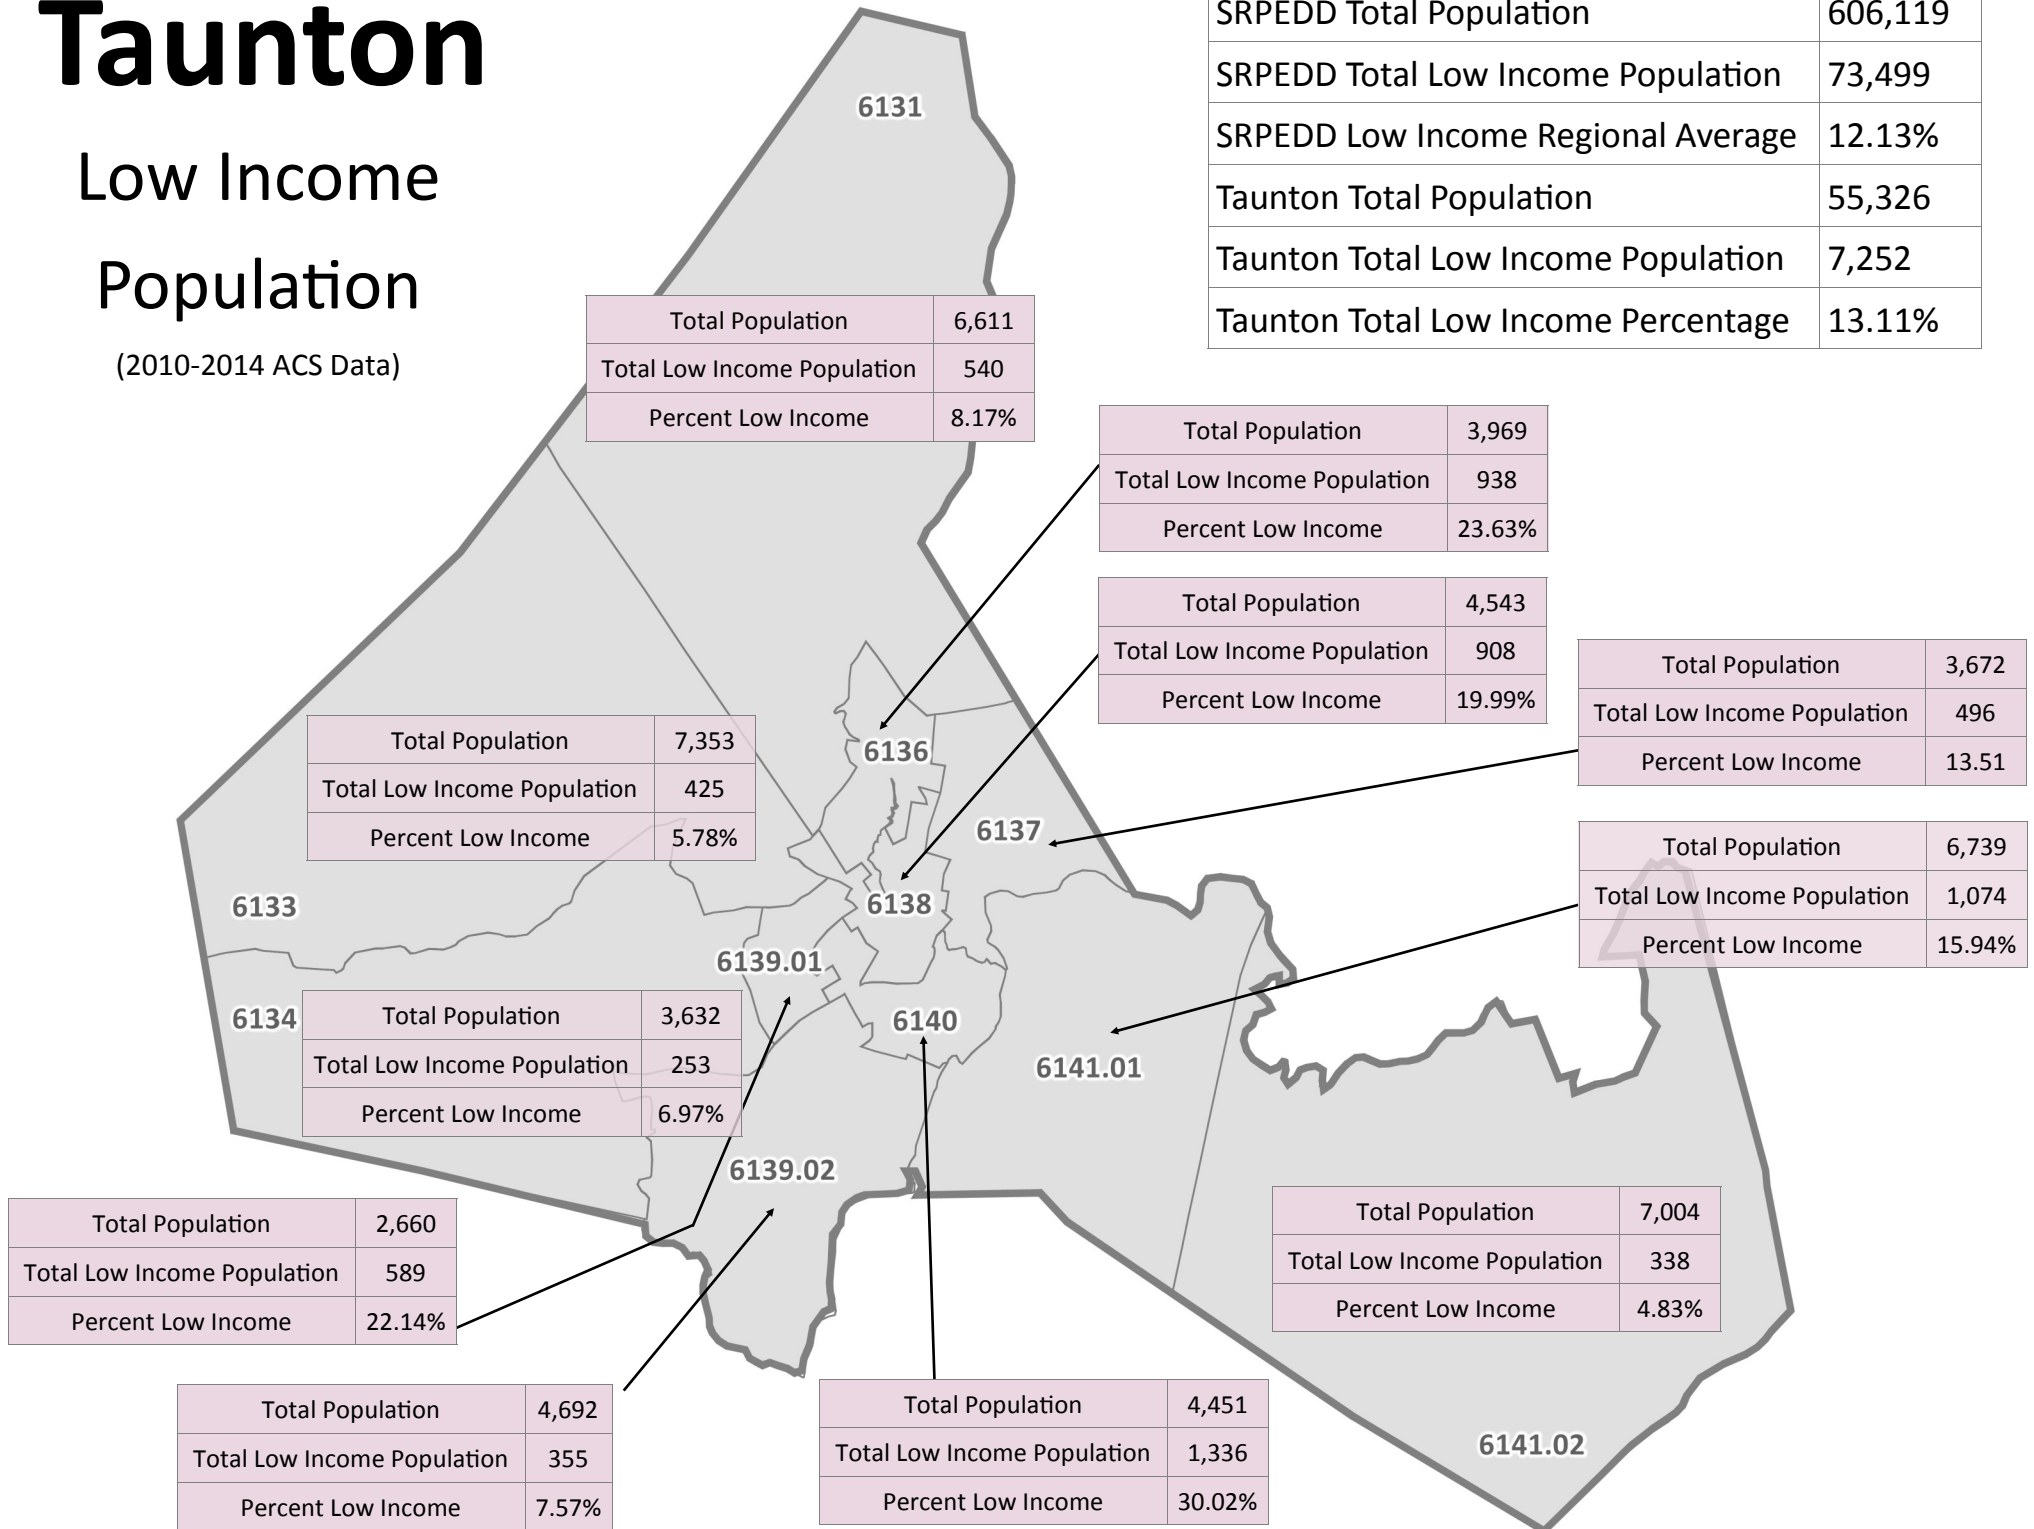 Taunton
Low Income
Population
(2010-2014 ACS Data)
SRPEDD Total Population 606,119
SRPEDD Total Low Income Population 73,499
SRPEDD Low Income Regional Average 12.13%
Taunton Total Population 55,326
Taunton Total Low Income Population 7,252
Taunton Total Low Income Percentage 13.11%
6131
Total Population 6,611
Total Low Income Population 540
Percent Low Income 8.17%
Total Population 3,969
Total Low Income Population 938
Percent Low Income 23.63%
Total Population 4,543
Total Low Income Population 908
Percent Low Income 19.99%
Total Population 3,672
Total Low Income Population 496
Percent Low Income 13.51
Total Population 7,353
Total Low Income Population 425
Percent Low Income 5.78%
6136
6137
Total Population 6,739
Total Low Income Population 1,074
Percent Low Income 15.94%
6133
6138
6139.01
6134
Total Population 3,632
Total Low Income Population 253
Percent Low Income 6.97%
6140
6141.01
6139.02
Total Population 2,660
Total Low Income Population 589
Percent Low Income 22.14%
Total Population 7,004
Total Low Income Population 338
Percent Low Income 4.83%
Total Population 4,692
Total Low Income Population 355
Percent Low Income 7.57%
Total Population 4,451
Total Low Income Population 1,336
Percent Low Income 30.02%
6141.02